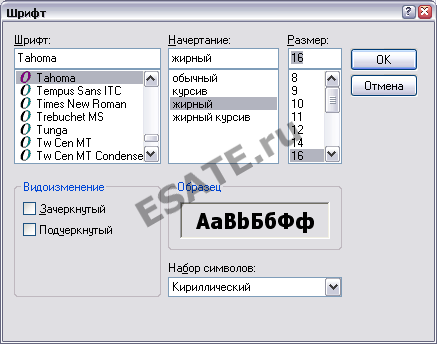 Шрифт
Шрифт:
Tahoma
Tahoma
Tempus Sans ITC
Times New Roman
Trebuchet MS
Tunga
Tw Cen MT
Tw Cen MT Condense
Начертание:
жирный
обычный
курсив
жирный
жирный курсив
Размер:
16
8
9
10
11
12
14
16
OK
Отмена
Видоизменение
Зачеркнутый
Подчеркнутый
Образец
AaBbБбФф
Набор символов:
Кириллический
ESATE.ru